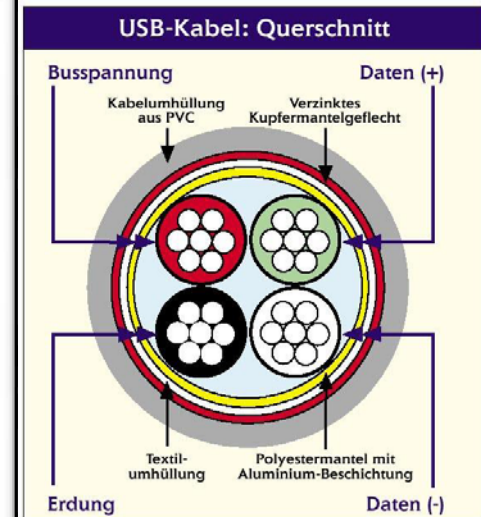 USB-Kabel: Querschnitt
Busspannung
Daten (+)
Kabelumhüllung
aus PVC
Verzinktes
Kupfermantelgeflecht
Textil-
umhüllung
Polyestermantel mit
Aluminium-Beschichtung
Erdung
Daten (-)